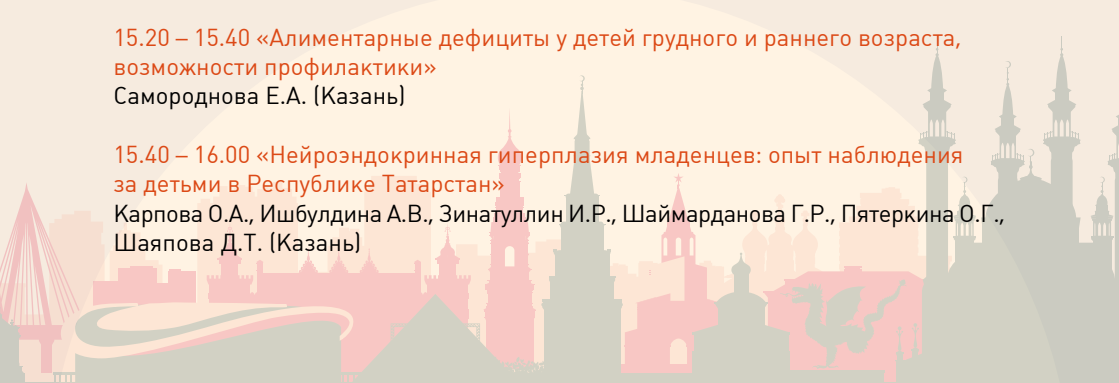 15.20 – 15.40 «Алиментарные дефициты у детей грудного и раннего возраста,
возможности профилактики»
Самороднова Е.А. (Казань)
15.40 – 16.00 «Нейроэндокринная гиперплазия младенцев: опыт наблюдения
за детьми в Республике Татарстан»
Карпова О.А., Ишбулдина А.В., Зинатуллин И.Р., Шаймарданова Г.Р., Пятеркина О.Г.,
Шаяпова Д.Т. (Казань)